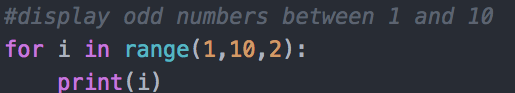 #display odd numbers between 1 and 10
for i in range(1,10,2):
    print(i)